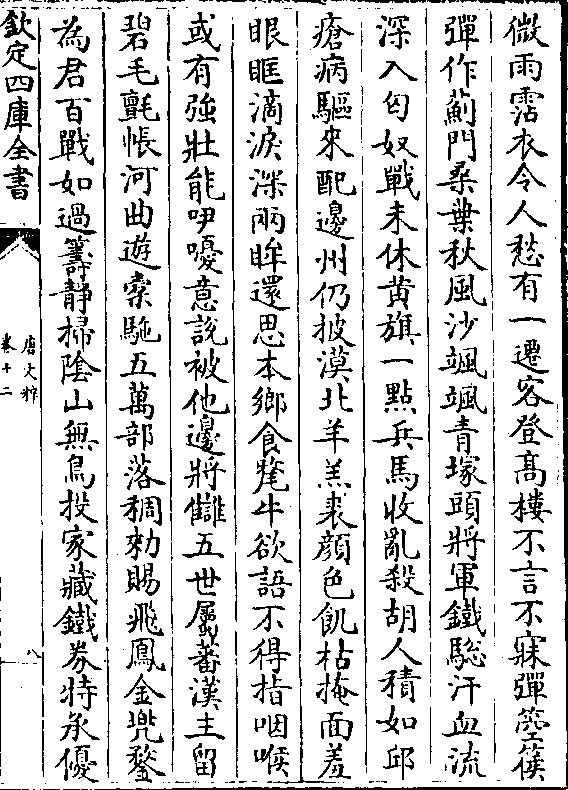 微雨霑衣令人愁有一遷客登髙樓不言不寐彈箜篌
彈作薊門桑葉秋風沙颯颯青塚頭將軍鐵驄汗血流
深入匈奴戰未休黄旗一點兵馬收亂殺胡人積如邱
瘡病驅來配邊州仍披漠北羊羔裘顔色飢枯掩面羞
眼眶滴淚深兩眸還思本鄉食氂牛欲語不得指咽喉
或有強壯能咿嚘意説被他邊將讎五世屬蕃漢主留
碧毛氊帳河曲遊橐駞五萬部落稠勅賜飛鳳金兠鍪
為君百戰如過籌静掃陰山無鳥投家藏鐵券特承優
欽定四庫全書
唐文粹
卷十二
八